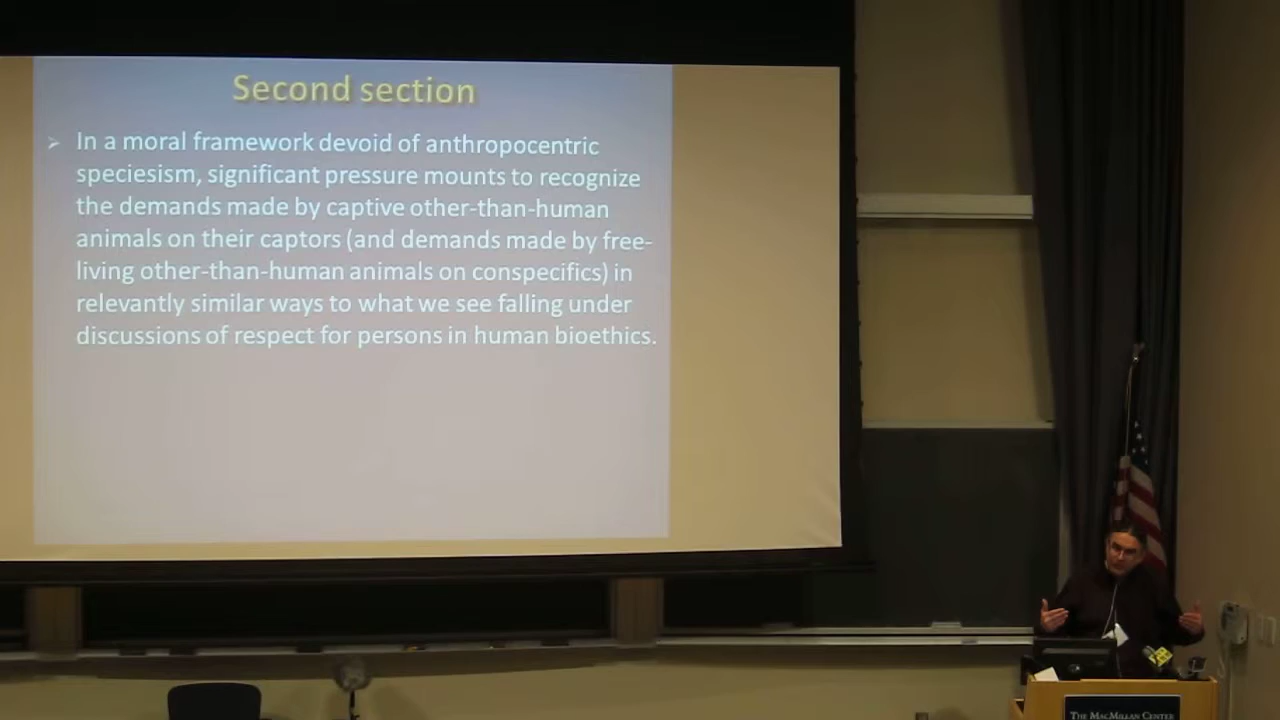 Second section
➢ In a moral framework devoid of anthropocentric
speciesism, significant pressure mounts to recognize
the demands made by captive other-than-human
animals on their captors (and demands made by free-
living other-than-human animals on conspecifics) in
relevantly similar ways to what we see falling under
discussions of respect for persons in human bioethics.
THE MACMILLAN CENTER